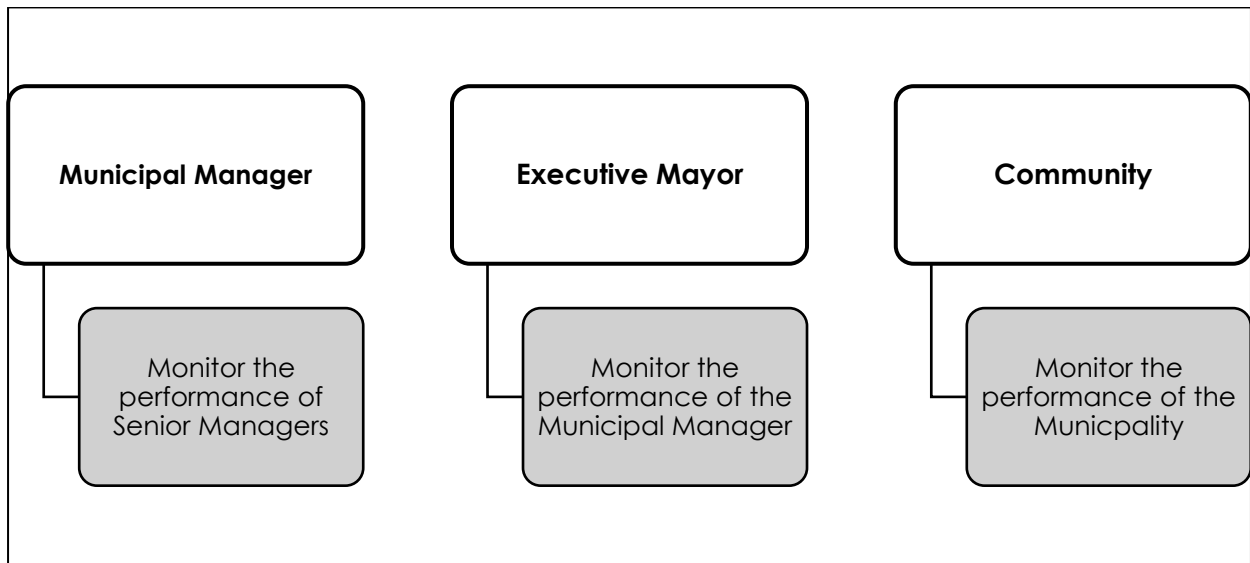 Municipal Manager
Monitor the
performance of
Senior Managers
Executive Mayor
Monitor the
performance of the
Municipal Manager
Community
Monitor the
performance of the
Municpality